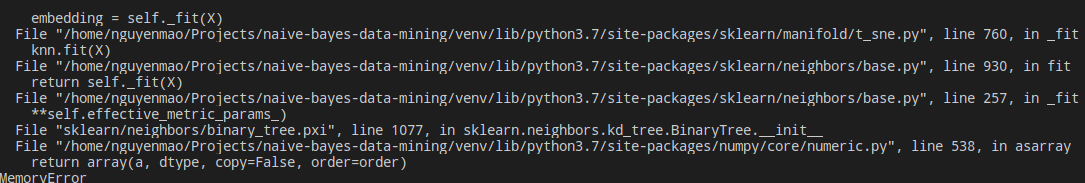 embedding = self._fit(X)
File "/home/nguyenmao/Projects/naive-bayes-data-mining/venv/lib/python3.7/site-packages/sklearn/manifold/t_sne.py", line 760, in _fit
knn.fit(X)
File "/home/nguyenmao/Projects/naive-bayes-data-mining/venv/lib/python3.7/site-packages/sklearn/neighbors/base.py", line 930, in fit
return self._fit(X)
File "/home/nguyenmao/Projects/naive-bayes-data-mining/venv/lib/python3.7/site-packages/sklearn/neighbors/base.py", line 257, in _fit
**self.effective_metric_params_)
File "sklearn/neighbors/binary_tree.pxi", line 1077, in sklearn.neighbors.kd_tree.BinaryTree.__init__
File "/home/nguyenmao/Projects/naive-bayes-data-mining/venv/lib/python3.7/site-packages/numpy/core/numeric.py", line 538, in asarray
return array(a, dtype, copy=False, order=order)
MemoryError